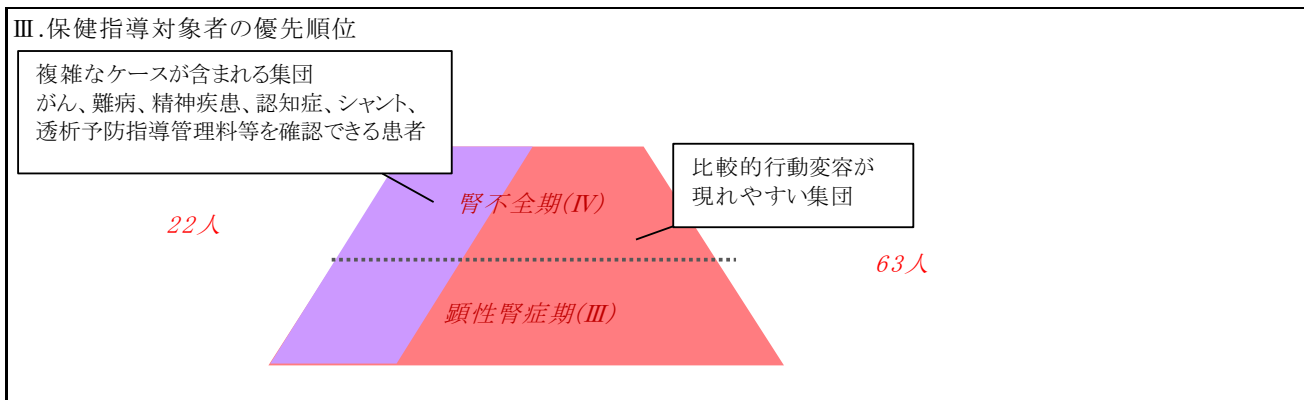 Ⅲ.保健指導対象者の優先順位
複雑なケースが含まれる集団
がん、難病、精神疾患、認知症、シャント、
透析予防指導管理料等を確認できる患者
比較的行動変容が
現れやすい集団
腎不全期(Ⅳ)
22人
63人
顕性腎症期(Ⅲ)